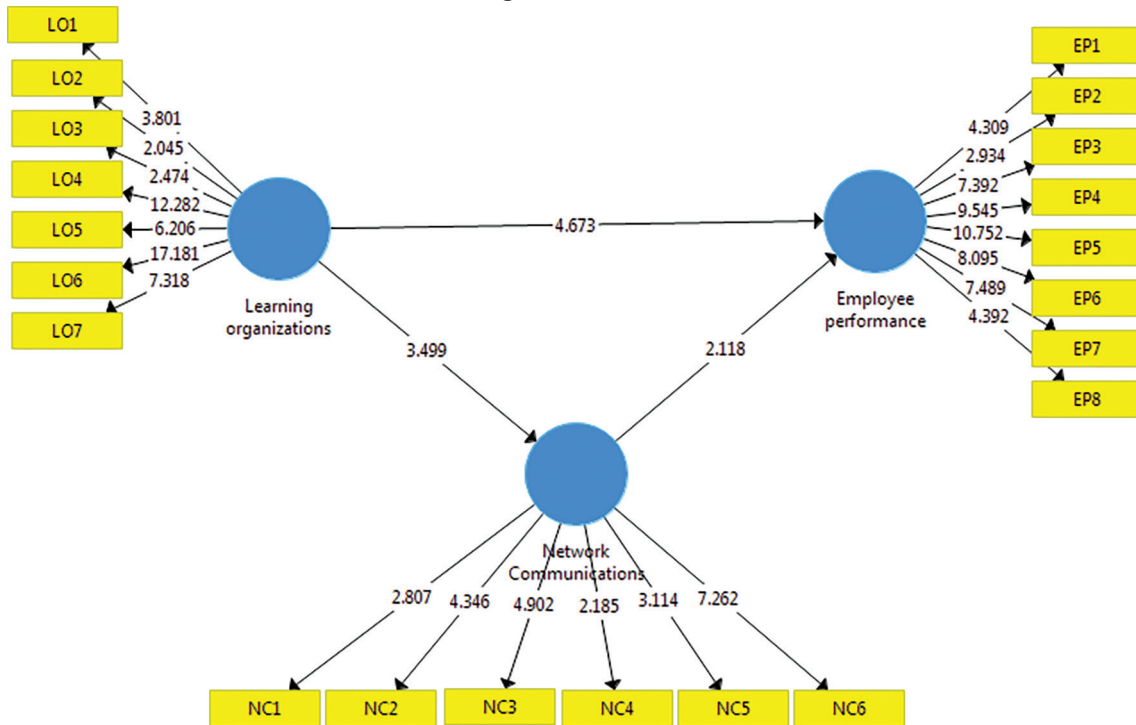 LO1
LO2
LO3
LO4
LO5
LO6
LO7
3.801
2.045
2.474
12.282
6.206
17.181
7.318
Learning
organizations
4.673
3.499
2.118
EP1
EP2
EP3
EP4
EP5
EP6
EP7
EP8
4.309
2.934
7.392
9.545
10.752
8.095
7.489
4.392
Employee
performance
Network
Communications
2.807
4.346
4.902
2.185
3.114
7.262
NC1
NC2
NC3
NC4
NC5
NC6